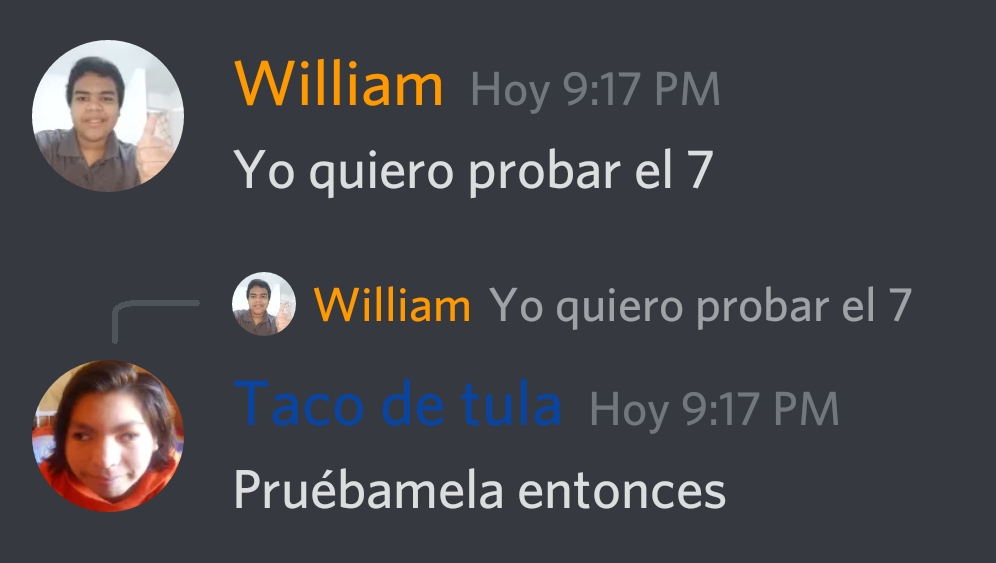 William Hoy 9:17 PM
Yo quiero probar el 7
William Yo quiero probar el 7
Taco de tula Hoy 9:17 PM
Pruébamela entonces